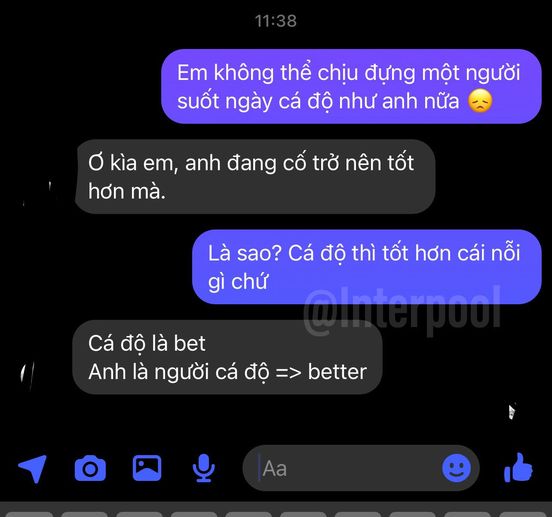 11:38
Em không thể chịu đựng một người
suốt ngày cá độ như anh nữa 😞
Ơ kìa em, anh đang cố trở nên tốt
hơn mà.
Là sao? Cá độ thì tốt hơn cái nỗi
gì chứ
@Interpool
Cá độ là bet
Anh là người cá độ => better
Aa